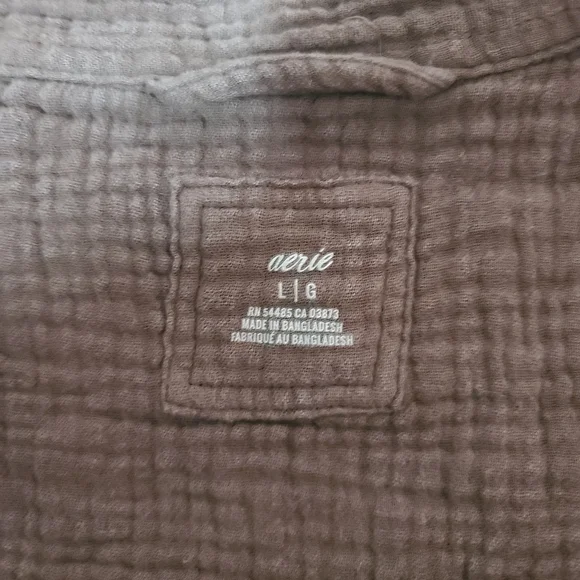 aerie
L|G
RN 54485 CA 03873
MADE IN BANGLADESH
FABRIQUÉ AU BANGLADESH